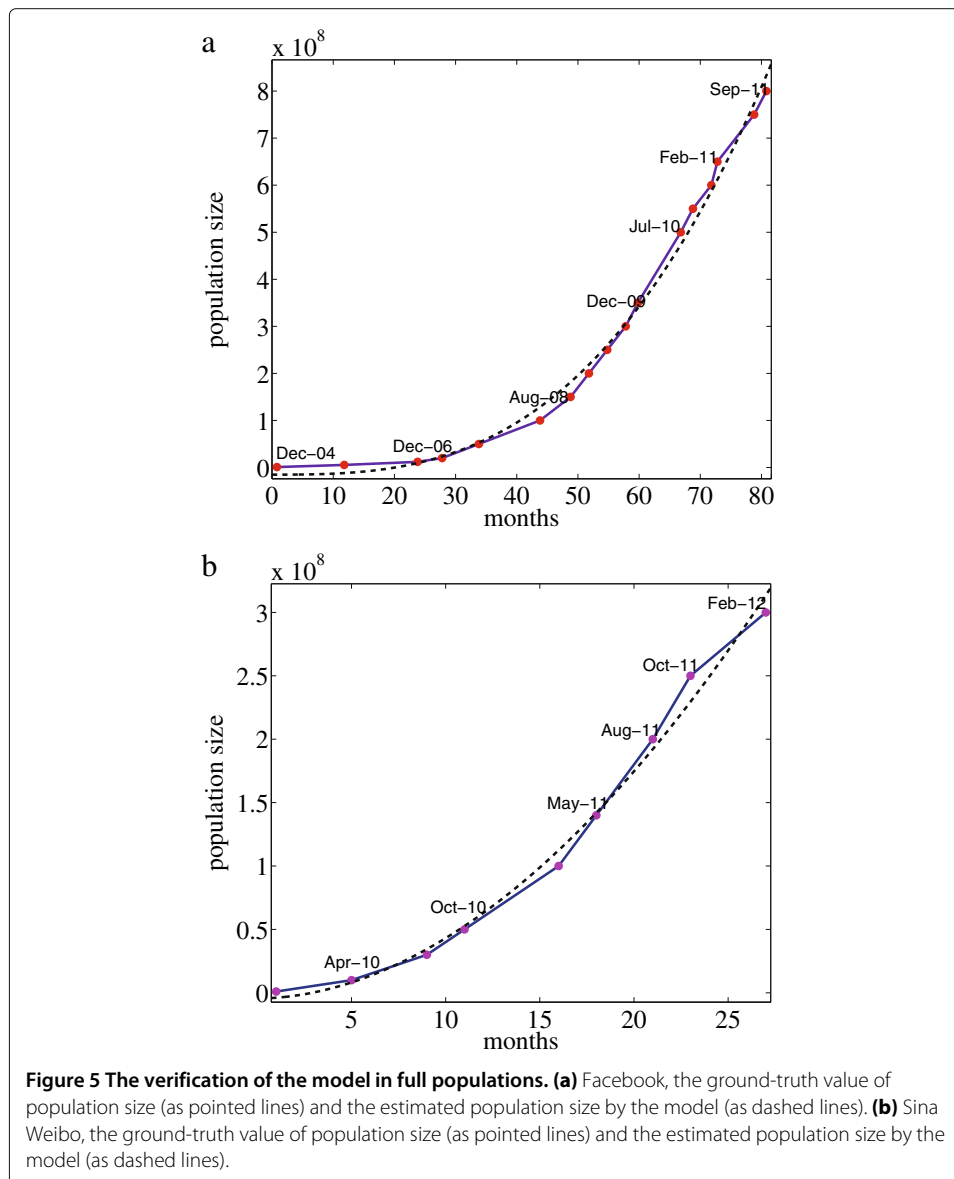 a
x 10^8
8
7
6
5
4
3
2
1
0
population size
Sep-11
Feb-11
Jul-10
Dec-09
Aug-08
Dec-06
Dec-04
0 10 20 30 40 50 60 70 80
months
b
x 10^8
3
2.5
2
1.5
1
0.5
0
population size
Feb-12
Oct-11
Aug-11
May-11
Oct-10
Apr-10
5 10 15 20 25
months
Figure 5 The verification of the model in full populations. (a) Facebook, the ground-truth value of
population size (as pointed lines) and the estimated population size by the model (as dashed lines). (b) Sina
Weibo, the ground-truth value of population size (as pointed lines) and the estimated population size by the
model (as dashed lines).